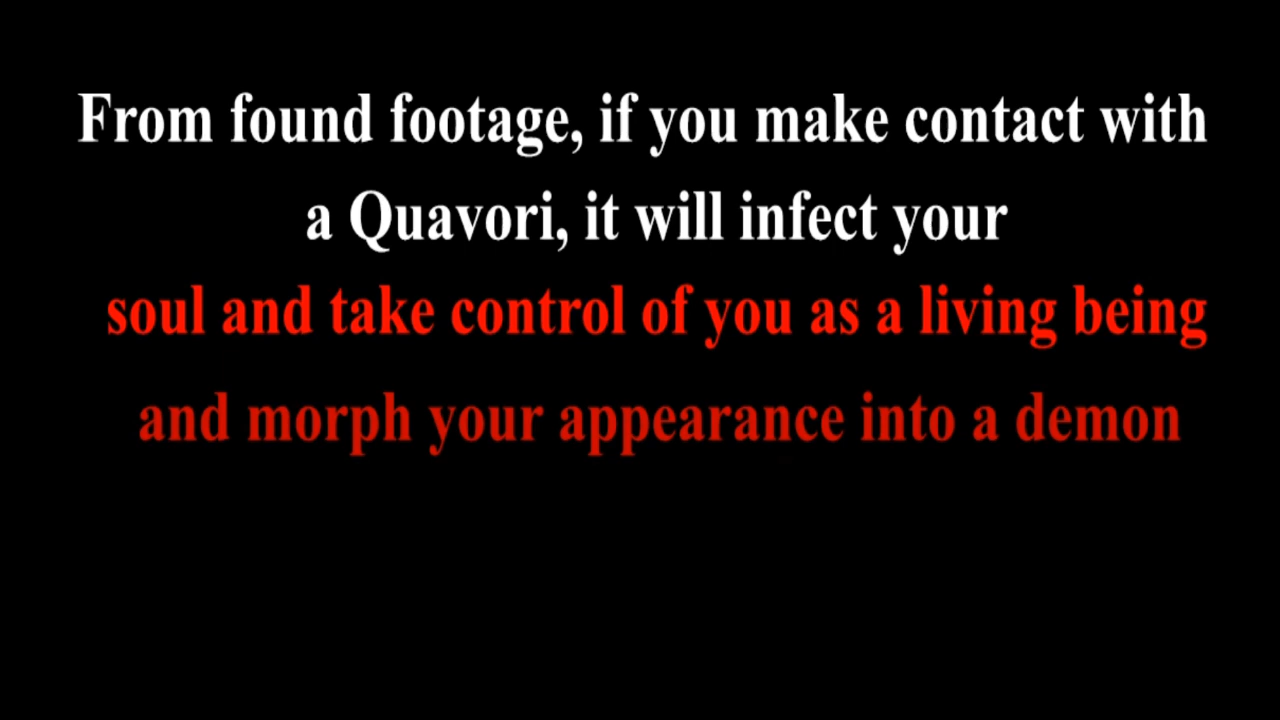 From found footage, if you make contact with
a Quavori, it will infect your
soul and take control of you as a living being
and morph your appearance into a demon